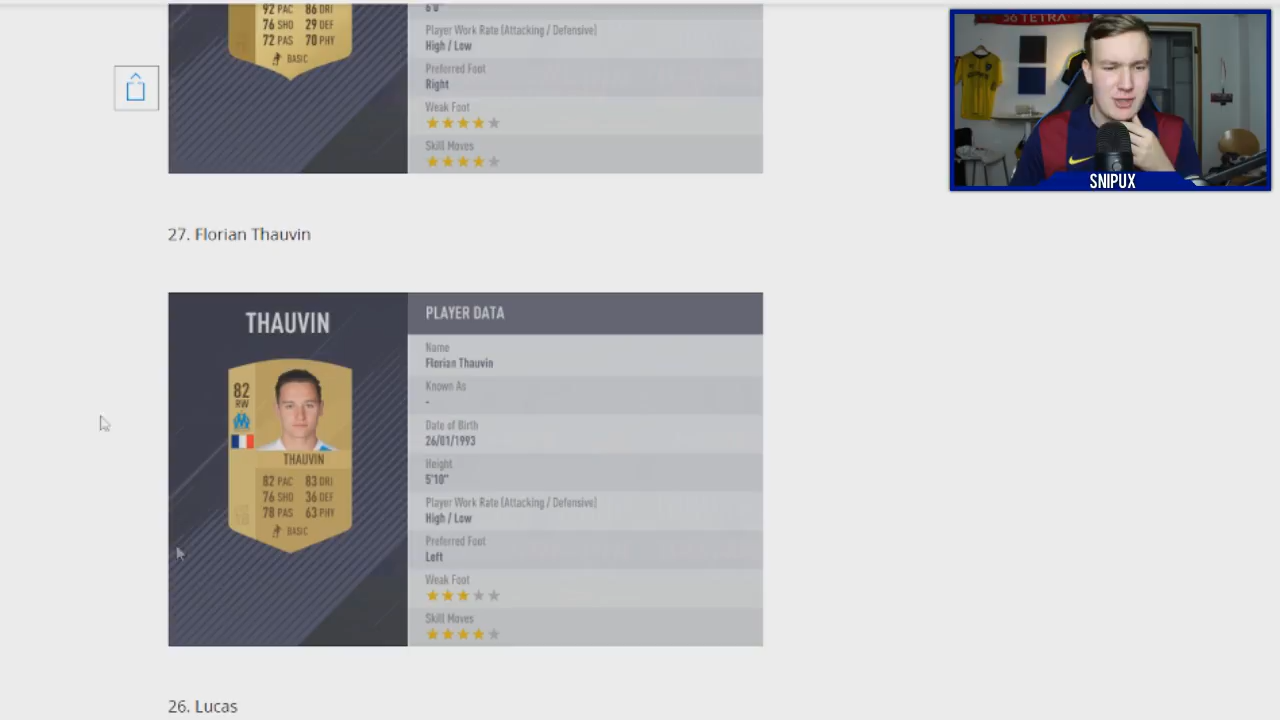 92 PAC 86 DRI
76 SHO 29 DEF
72 PAS 70 PHY
BASIC
6'0"
Player Work Rate (Attacking / Defensive)
High / Low
Preferred Foot
Right
Weak Foot
Skill Moves
SNIPUX
27. Florian Thauvin
THAUVIN
82
RW
THAUVIN
82 PAC 83 DRI
76 SHO 36 DEF
78 PAS 63 PHY
BASIC
PLAYER DATA
Name
Florian Thauvin
Known As
-
Date of Birth
26/01/1993
Height
5'10"
Player Work Rate (Attacking / Defensive)
High / Low
Preferred Foot
Left
Weak Foot
Skill Moves
26. Lucas